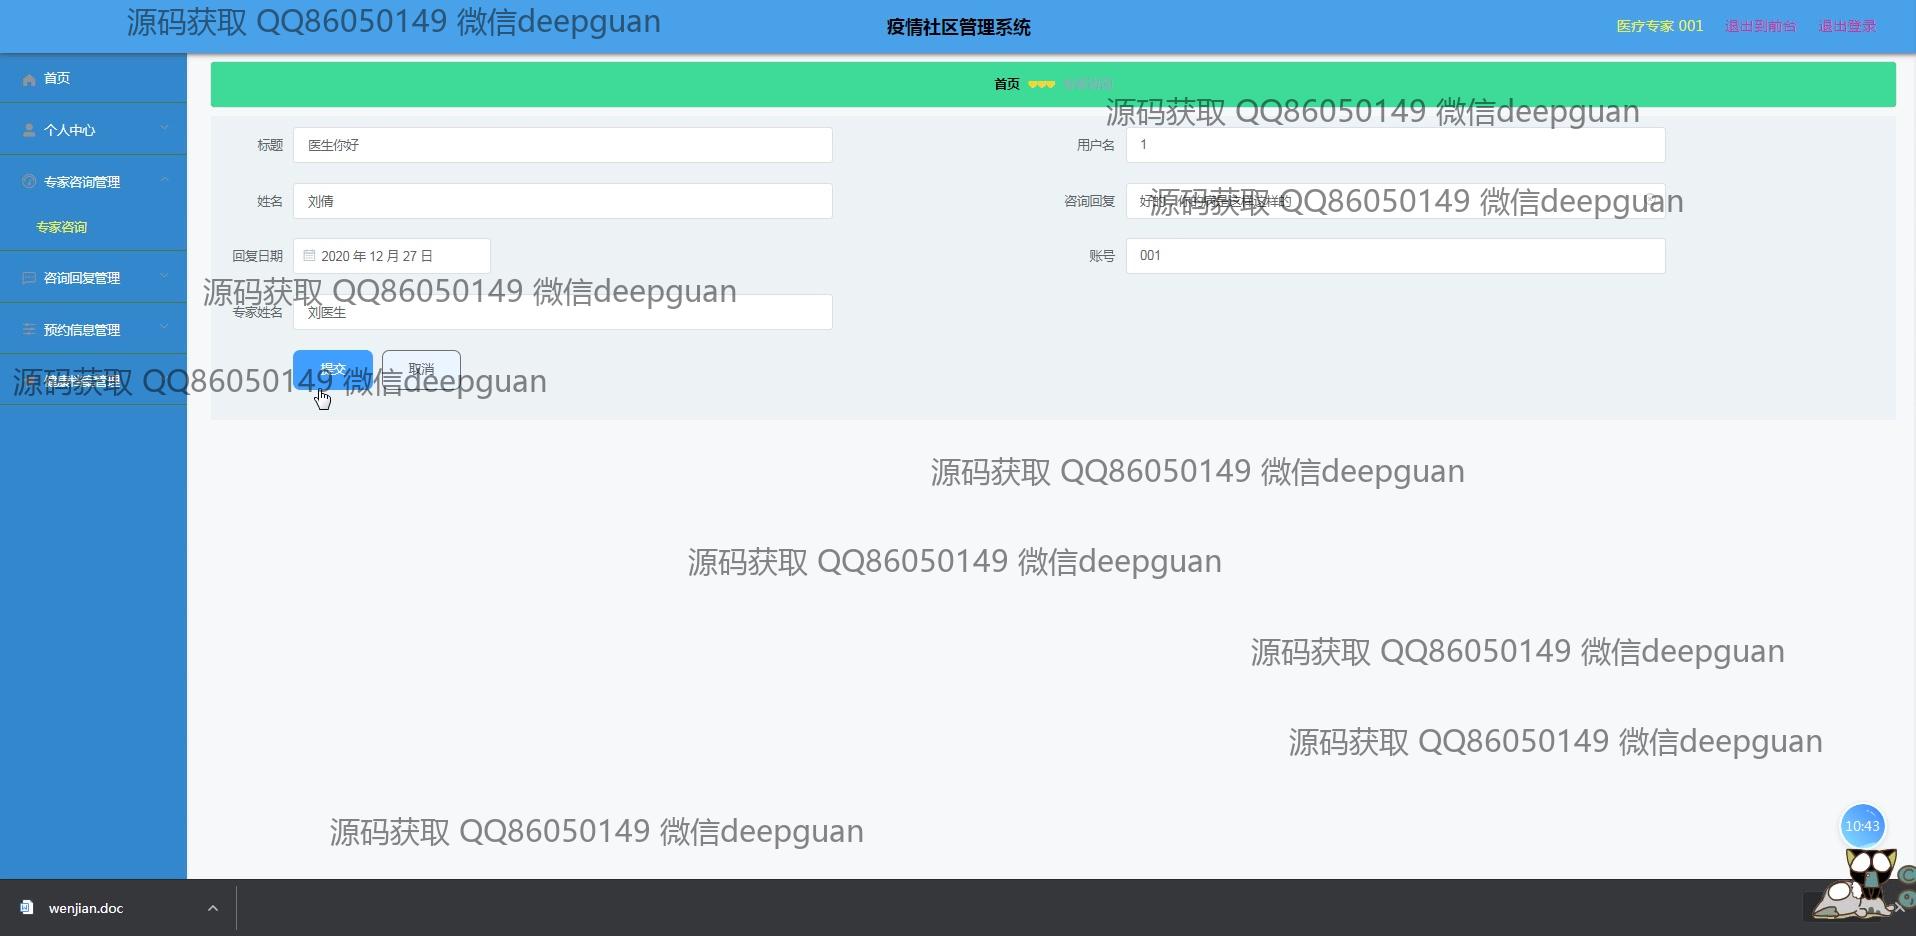 源码获取 QQ86050149 微信deepguan
疫情社区管理系统
医疗专家 001
退出到前台
退出登录
首页
个人中心
专家咨询管理
专家咨询
咨询回复管理
预约信息管理
健康档案管理
首页
源码获取 QQ86050149 微信deepguan
标题
医生你好
用户名
1
姓名
刘倩
咨询回复
源码获取 QQ86050149 微信deepguan
回复日期
2020 年 12 月 27 日
账号
001
源码获取 QQ86050149 微信deepguan
专家姓名
刘医生
提交
取消
源码获取 QQ86050149 微信deepguan
源码获取 QQ86050149 微信deepguan
源码获取 QQ86050149 微信deepguan
源码获取 QQ86050149 微信deepguan
源码获取 QQ86050149 微信deepguan
源码获取 QQ86050149 微信deepguan
10:43
wenjian.doc